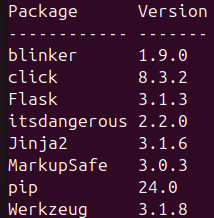 Package      Version
------------ -------
blinker      1.9.0
click        8.3.2
Flask        3.1.3
itsdangerous 2.2.0
Jinja2       3.1.6
MarkupSafe   3.0.3
pip          24.0
Werkzeug     3.1.8